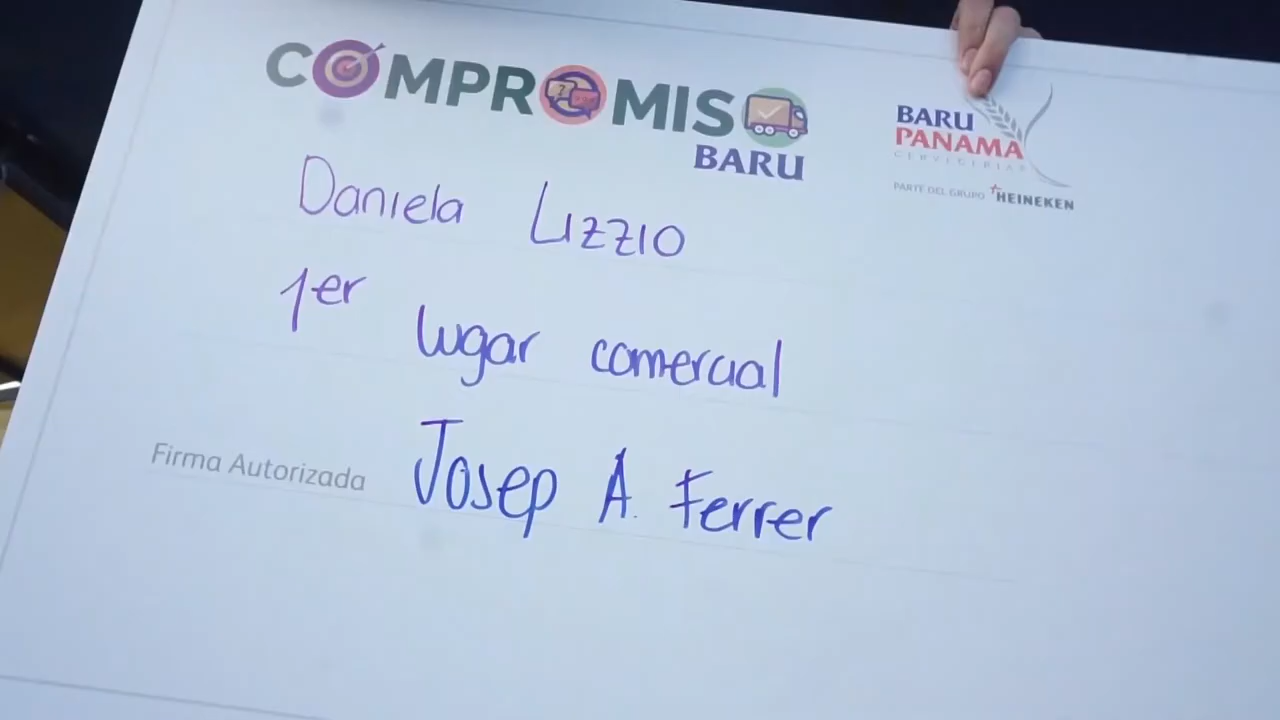 COMPROMISO
BARU
BARU
PANAMA
CERVECERIAS
PARTE DEL GRUPO HEINEKEN
Daniela Lizzio
1er lugar comercial
Firma Autorizada Josep A. Ferrer